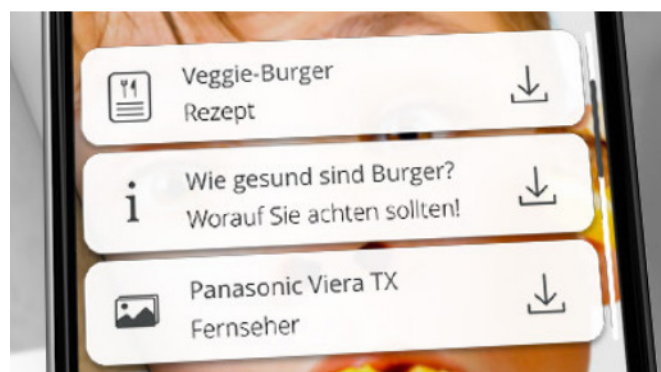 Veggie-Burger
Rezept
Wie gesund sind Burger?
Worauf Sie achten sollten!
Panasonic Viera TX
Fernseher